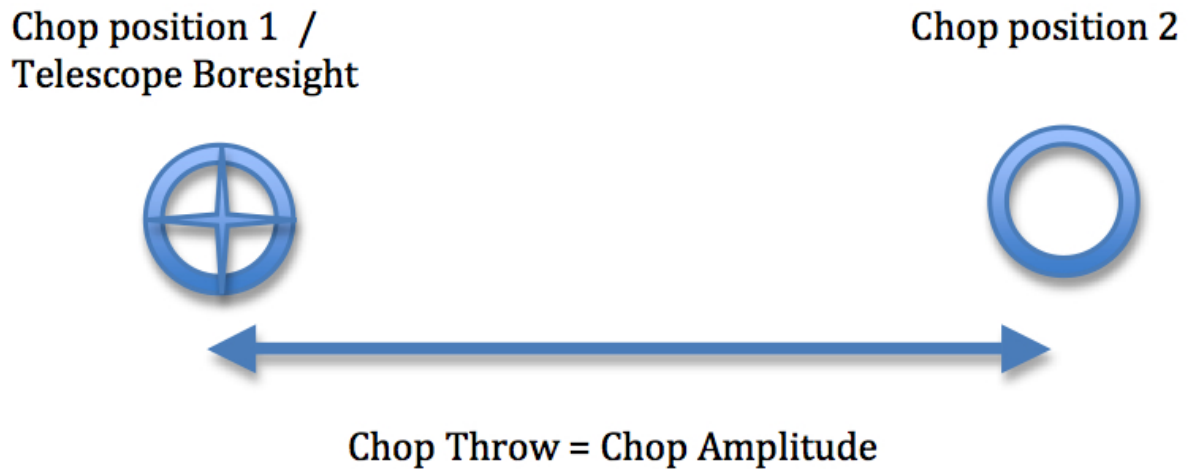 Chop position 1 /
Telescope Boresight
Chop position 2
Chop Throw = Chop Amplitude